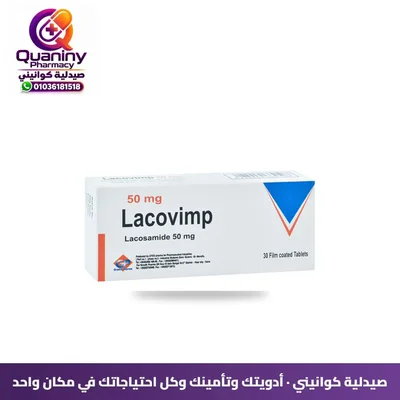 Quaniny
Pharmacy
صيدلية كوانيني
01036181518
50 mg
Lacovimp
Lacosamide 50 mg
30 Film coated Tablets
صيدلية كوانيني - أدويتك وتأمينك وكل احتياجاتك في مكان واحد